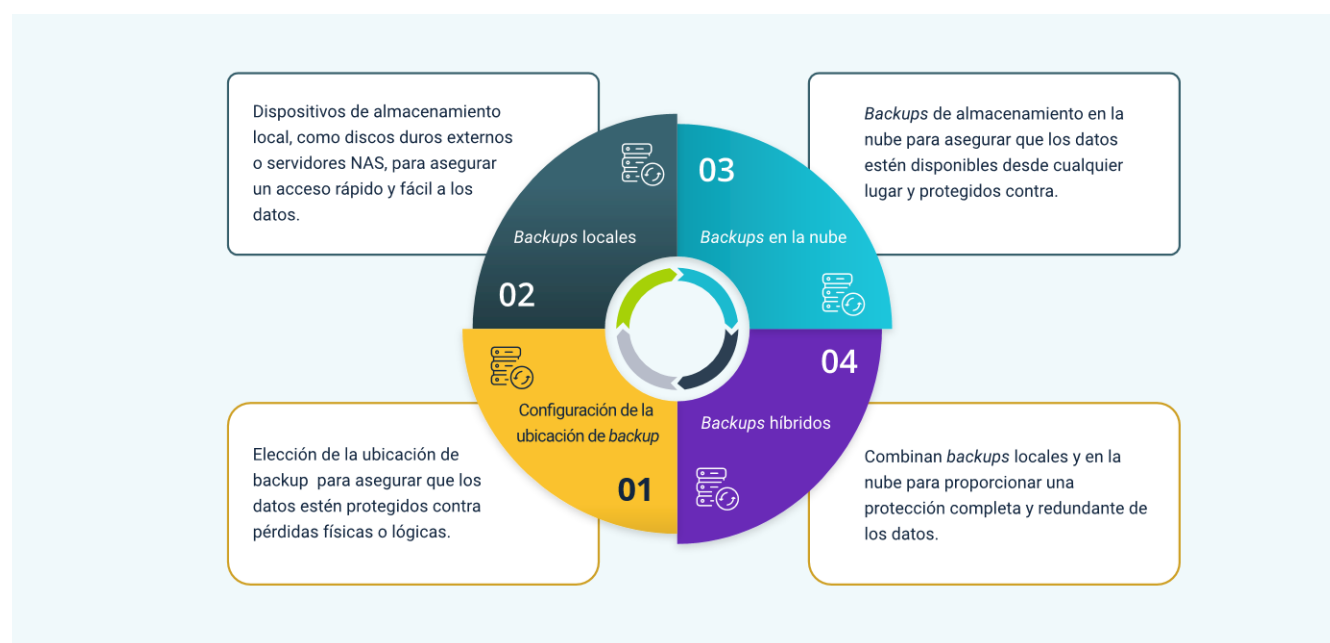 Dispositivos de almacenamiento
local, como discos duros externos
o servidores NAS, para asegurar
un acceso rápido y fácil a los
datos.
Backups locales
02
03
Backups en la nube
Backups de almacenamiento en la
nube para asegurar que los datos
estén disponibles desde cualquier
lugar y protegidos contra.
Elección de la ubicación de
backup para asegurar que los
datos estén protegidos contra
pérdidas físicas o lógicas.
Configuración de la
ubicación de backup
01
04
Backups híbridos
Combinan backups locales y en la
nube para proporcionar una
protección completa y redundante de
los datos.